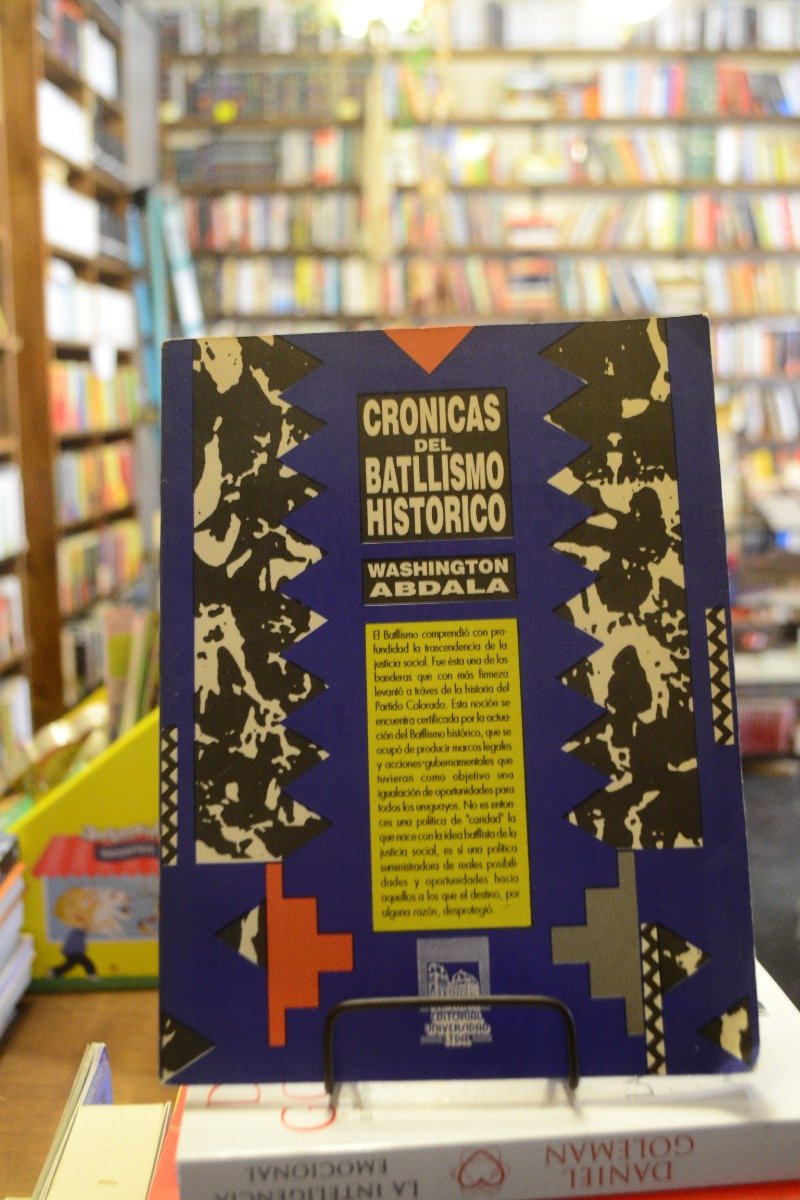 CRONICAS
DEL
BATLLISMO
HISTORICO
WASHINGTON
ABDALA
El Batllismo comprendió con pro-
fundidad la trascendencia de la
justicia social. Fue ésta una de las
banderas que con más firmeza
levantó a tráves de la historia del
Partido Colorado. Esta noción se
encuentra certificada por la actua-
ción del Batllismo histórico, que se
ocupó de producir marcos legales
y acciones gubernamentales que
tuvieran como objetivo una
igualación de oportunidades para
todos los uruguayos. No es enton-
ces una política de "caridad" la
que nace con la idea batllista de la
justicia social, es sí una política
suministradora de reales posibili-
dades y oportunidades hacia
aquellos a los que el destino, por
alguna razón, desprotegió.
EDITORIAL
UNIVERSIDAD
LTDA.
DANIEL
GOLEMAN
LA INTELIGENCIA
EMOCIONAL